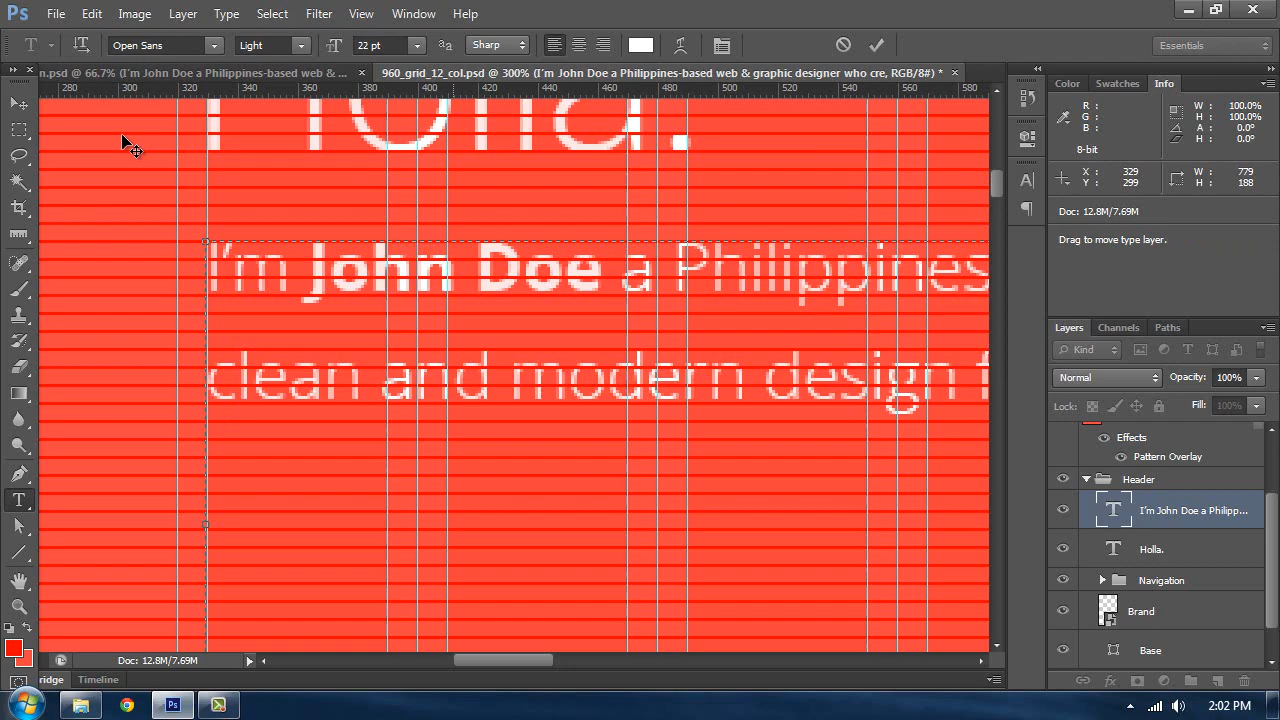 Ps File Edit Image Layer Type Select Filter View Window Help
T Open Sans Light 22 pt aa Sharp Essentials
n.psd @ 66.7% (I'm John Doe a Philippines-based web & ... × 960_grid_12_col.psd @ 300% (I'm John Doe a Philippines-based web & graphic designer who cre, RGB/8#) * ×
280 300 320 340 360 380 400 420 440 460 480 500 520 540 560 580
Holla.
I'm John Doe a Philippines
clean and modern design f
Color Swatches Info
R : W : 100.0%
G : H : 100.0%
B : 0.0°
8-bit H : 0.0°
X : 329 W : 779
Y : 299 H : 188
Doc: 12.8M/7.69M
Drag to move type layer.
Layers Channels Paths
Kind
Normal Opacity: 100%
Lock: Fill: 100%
Effects
Pattern Overlay
Header
I'm John Doe a Philipp...
Holla.
Navigation
Brand
Base
Doc: 12.8M/7.69M
ridge Timeline
Ps 2:02 PM